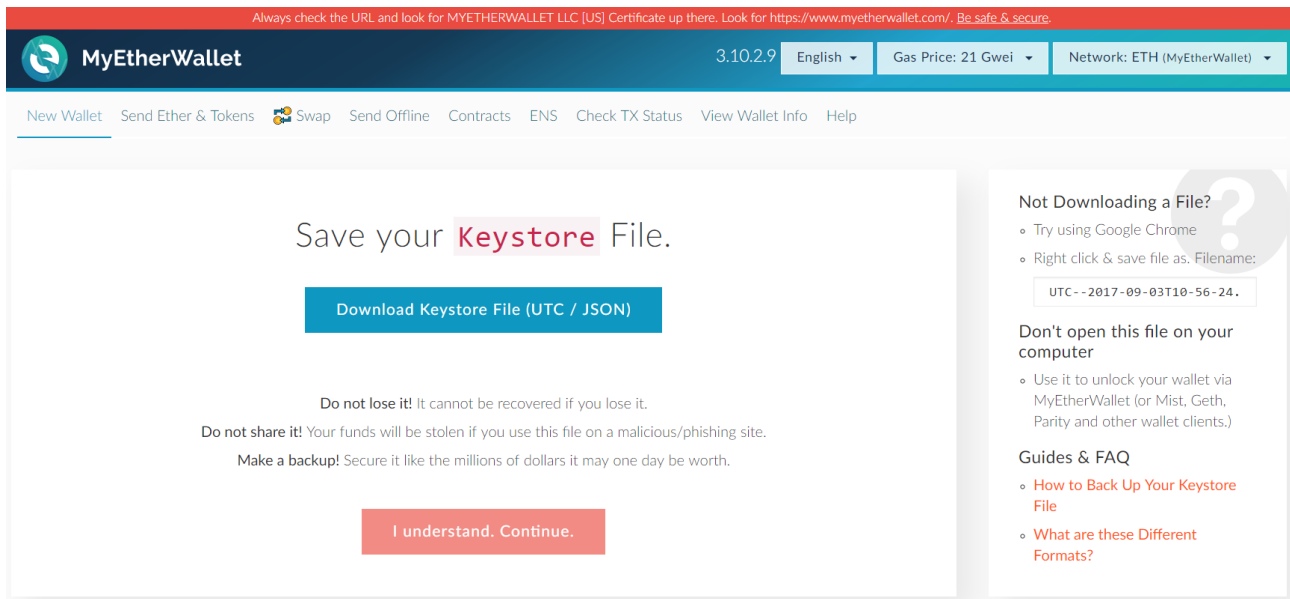 Always check the URL and look for MYETHERWALLET LLC [US] Certificate up there. Look for https://www.myetherwallet.com/. Be safe & secure.
MyEtherWallet
3.10.2.9
English
Gas Price: 21 Gwei
Network: ETH (MyEtherWallet)
New Wallet
Send Ether & Tokens
Swap
Send Offline
Contracts
ENS
Check TX Status
View Wallet Info
Help
Save your Keystore File.
Download Keystore File (UTC / JSON)
Do not lose it! It cannot be recovered if you lose it.
Do not share it! Your funds will be stolen if you use this file on a malicious/phishing site.
Make a backup! Secure it like the millions of dollars it may one day be worth.
I understand. Continue.
Not Downloading a File?
Try using Google Chrome
Right click & save file as. Filename:
UTC--2017-09-03T10-56-24.
Don't open this file on your
computer
Use it to unlock your wallet via
MyEtherWallet (or Mist, Geth,
Parity and other wallet clients.)
Guides & FAQ
How to Back Up Your Keystore
File
What are these Different
Formats?